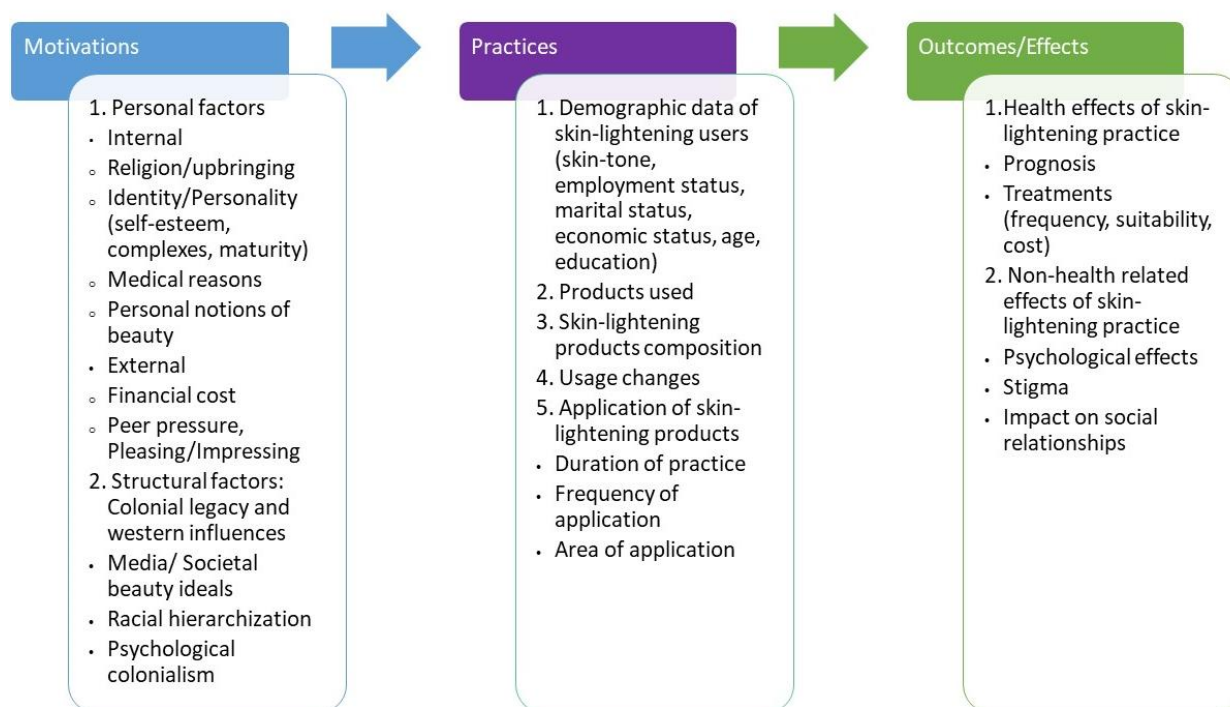 Motivations
1. Personal factors
• Internal
o Religion/upbringing
o Identity/Personality
(self-esteem,
complexes, maturity)
o Medical reasons
o Personal notions of
beauty
• External
o Financial cost
o Peer pressure,
Pleasing/Impressing
2. Structural factors:
Colonial legacy and
western influences
• Media/ Societal
beauty ideals
• Racial hierarchization
• Psychological
colonialism
Practices
1. Demographic data of
skin-lightening users
(skin-tone,
employment status,
marital status,
economic status, age,
education)
2. Products used
3. Skin-lightening
products composition
4. Usage changes
5. Application of skin-
lightening products
• Duration of practice
• Frequency of
application
• Area of application
Outcomes/Effects
1.Health effects of skin-
lightening practice
• Prognosis
• Treatments
(frequency, suitability,
cost)
2. Non-health related
effects of skin-
lightening practice
• Psychological effects
• Stigma
• Impact on social
relationships